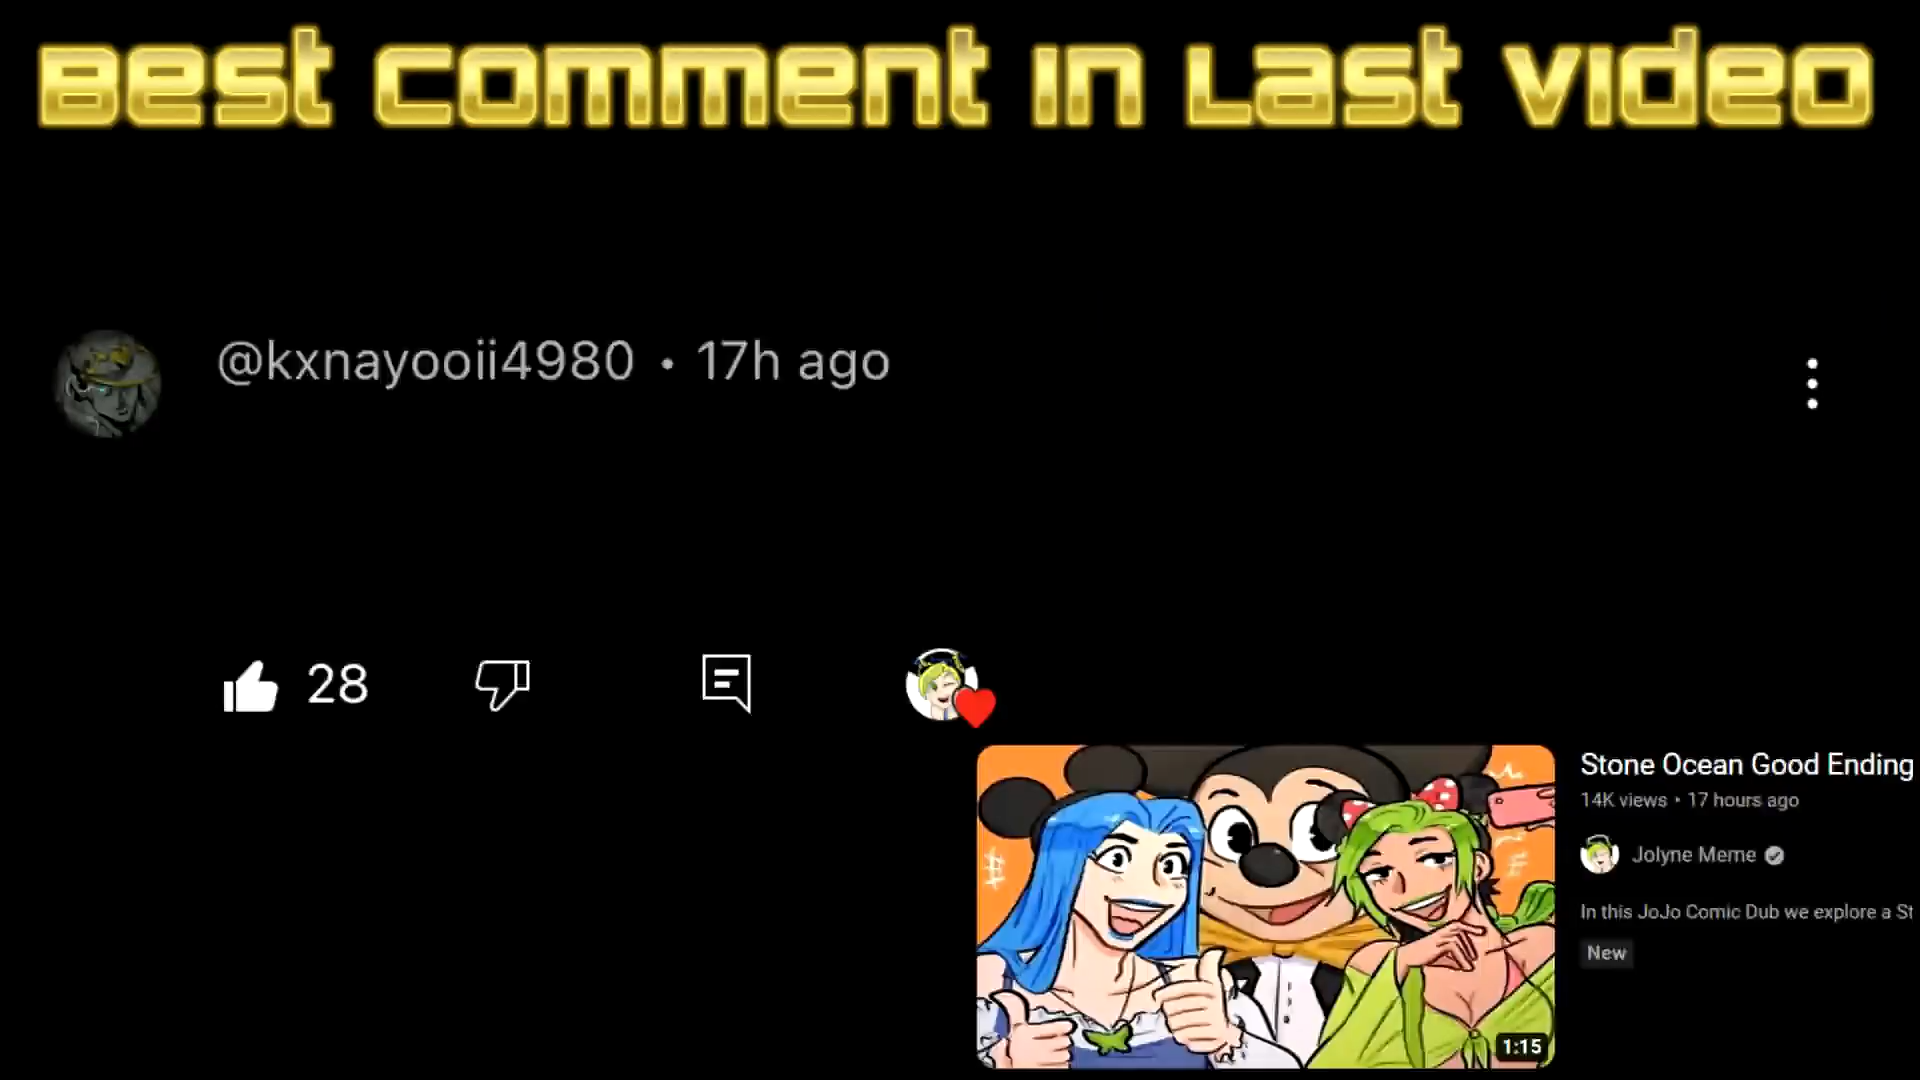 Best Comment in Last Video
@kxnayooii4980 • 17h ago
28
Stone Ocean Good Ending
14K views • 17 hours ago
Jolyne Meme
In this JoJo Comic Dub we explore a St
New
1:15